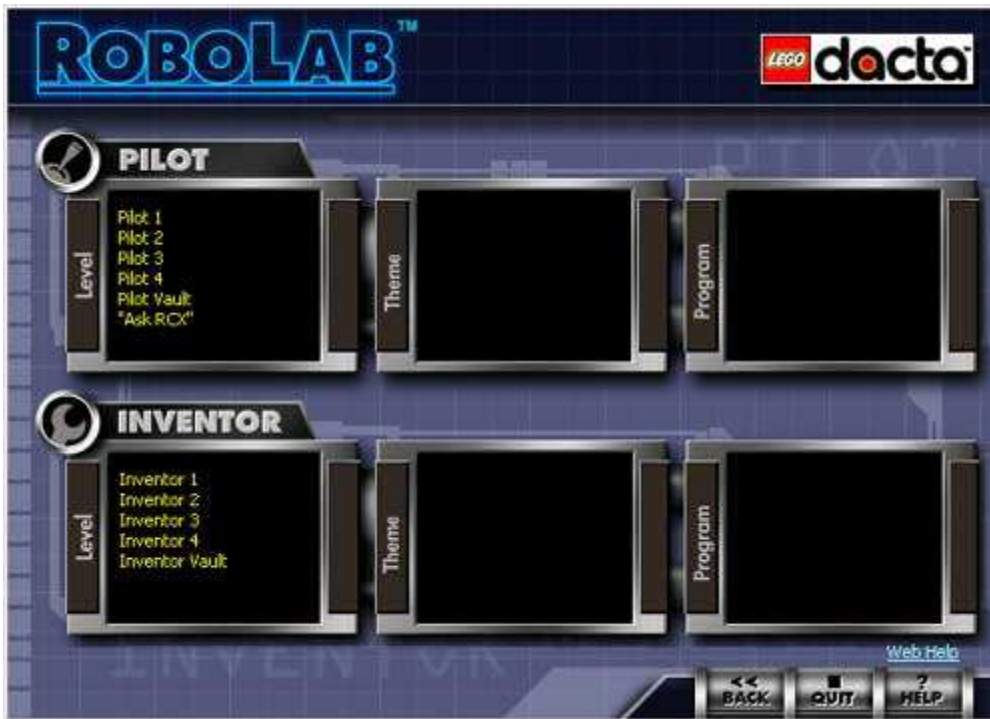 ROBOLAB™
LEGO dacta
PILOT
Level
Pilot 1
Pilot 2
Pilot 3
Pilot 4
Pilot Vault
"Ask RCX"
Theme
Program
INVENTOR
Level
Inventor 1
Inventor 2
Inventor 3
Inventor 4
Inventor Vault
Theme
Program
INVENTOR
Web Help
<< BACK
QUIT
? HELP